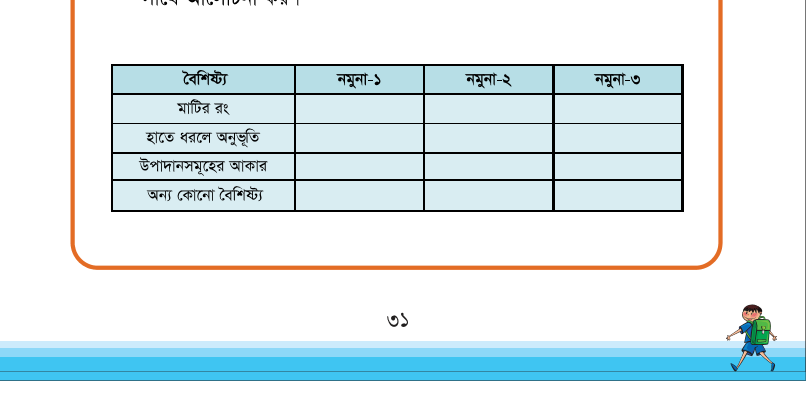 বৈশিষ্ট্য নমুনা-১ নমুনা-২ নমুনা-৩
মাটির রং
হাতে ধরলে অনুভূতি
উপাদানসমূহের আকার
অন্য কোনো বৈশিষ্ট্য
৩১